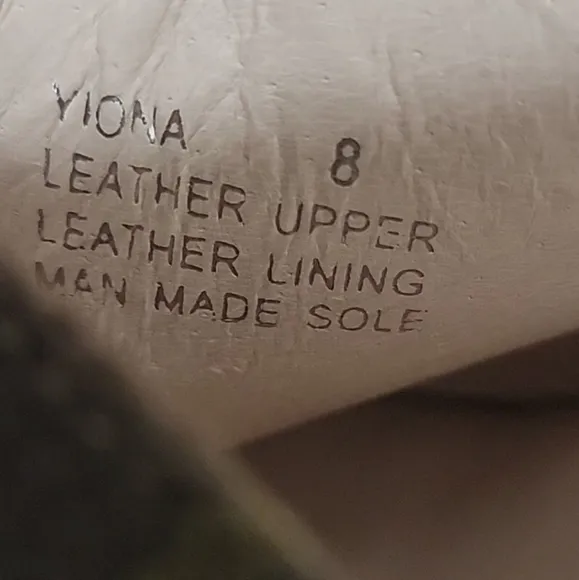 YIONA 8
LEATHER UPPER
LEATHER LINING
MAN MADE SOLE